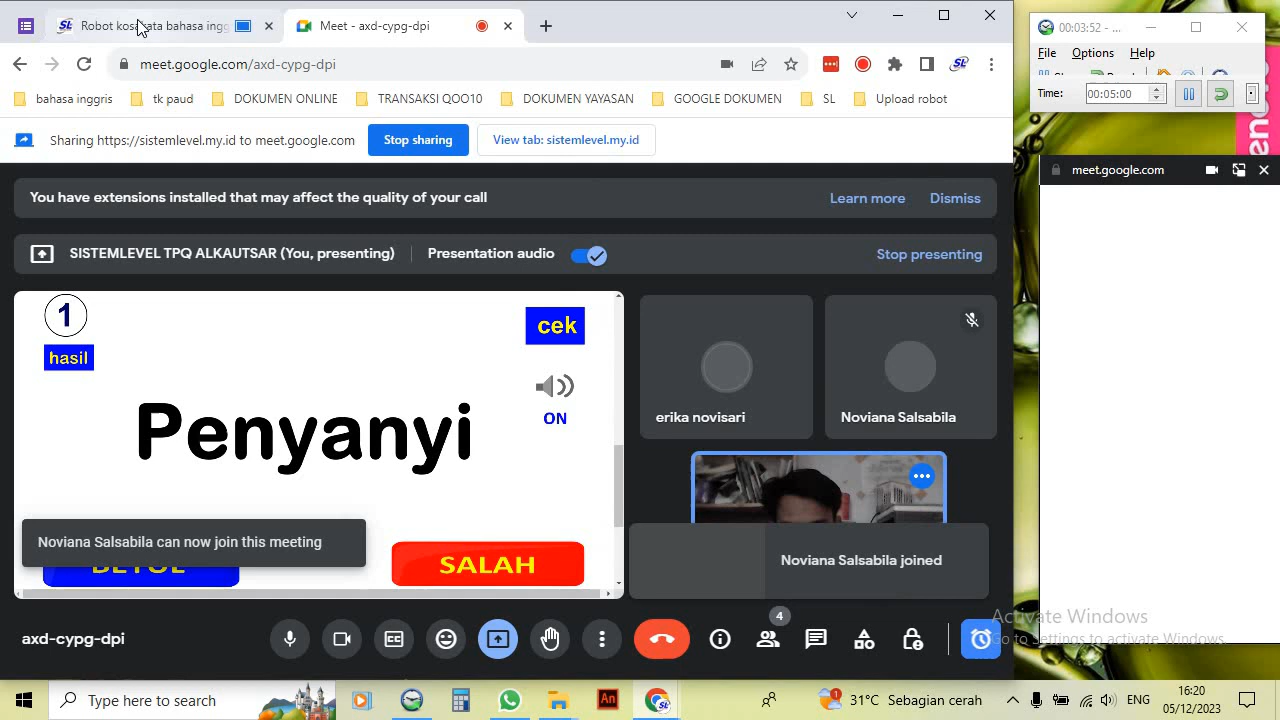 Robot kosakata bahasa ingg
Meet - axd-cypg-dpi
meet.google.com/axd-cypg-dpi
bahasa inggris
tk paud
DOKUMEN ONLINE
TRANSAKSI COTO10
DOKUMEN YAYASAN
GOOGLE DOKUMEN
SL
Upload robot
Sharing https://sistemlevel.my.id to meet.google.com
Stop sharing
View tab: sistemlevel.my.id
You have extensions installed that may affect the quality of your call
Learn more
Dismiss
SISTEMLEVEL TPQ ALKAUTSAR (You, presenting)
Presentation audio
Stop presenting
1
hasil
cek
ON
Penyanyi
SALAH
Noviana Salsabila can now join this meeting
erika novisari
Noviana Salsabila
Noviana Salsabila joined
axd-cypg-dpi
4
00:03:52 - ...
File Options Help
Time: 00:05:00
meet.google.com
Activate Windows
Go to Settings to activate Windows.
Type here to search
31°C Sebagian cerah
ENG
16:20
05/12/2023